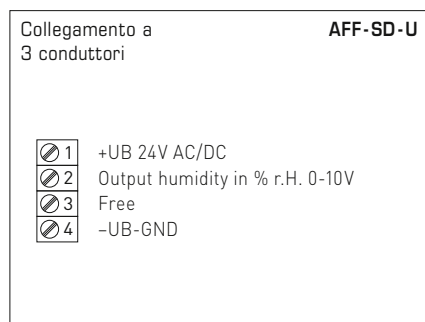 Collegamento a AFF-SD-U
3 conduttori
1 +UB 24V AC/DC
2 Output humidity in % r.H. 0-10V
3 Free
4 –UB-GND